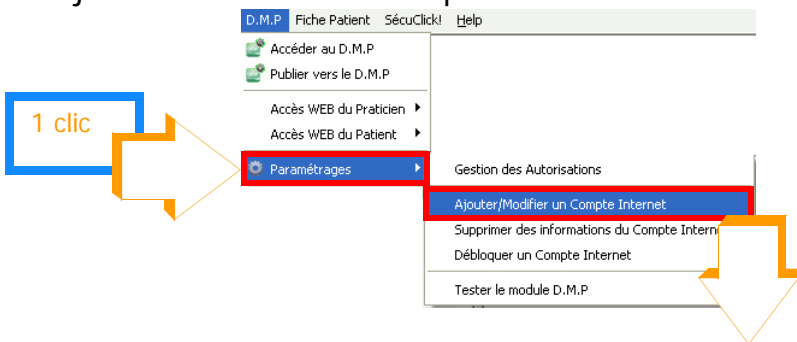 D.M.P Fiche Patient SécuClick! Help
Accéder au D.M.P
Publier vers le D.M.P
Accès WEB du Praticien
1 clic
Accès WEB du Patient
Paramétrages
Gestion des Autorisations
Ajouter/Modifier un Compte Internet
Supprimer des informations du Compte Intern
Débloquer un Compte Internet
Tester le module D.M.P